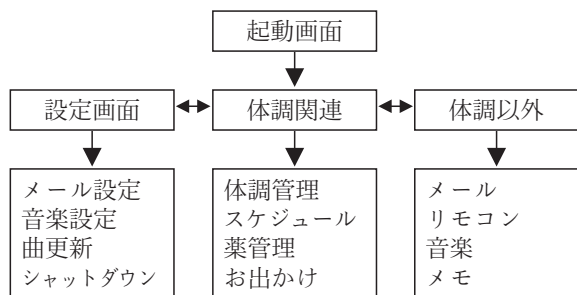 起動画面
設定画面
体調関連
体調以外
メール設定
音楽設定
曲更新
シャットダウン
体調管理
スケジュール
薬管理
お出かけ
メール
リモコン
音楽
メモ